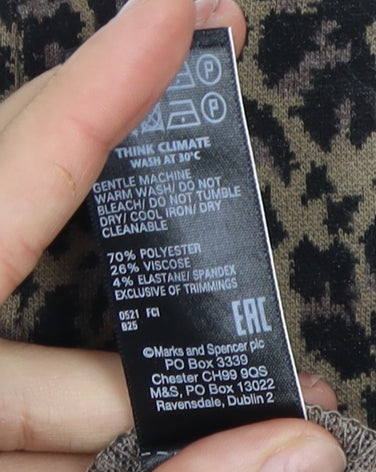 P
P
THINK CLIMATE
WASH AT 30°C
GENTLE MACHINE
WARM WASH/ DO NOT
BLEACH/ DO NOT TUMBLE
DRY/ COOL IRON/ DRY
CLEANABLE
70% POLYESTER
26% VISCOSE
4% ELASTANE/ SPANDEX
EXCLUSIVE OF TRIMMINGS
0521 FCI
B25
EAC
©Marks and Spencer plc
PO Box 3339
Chester CH99 9QS
M&S, PO Box 13022
Ravensdale, Dublin 2